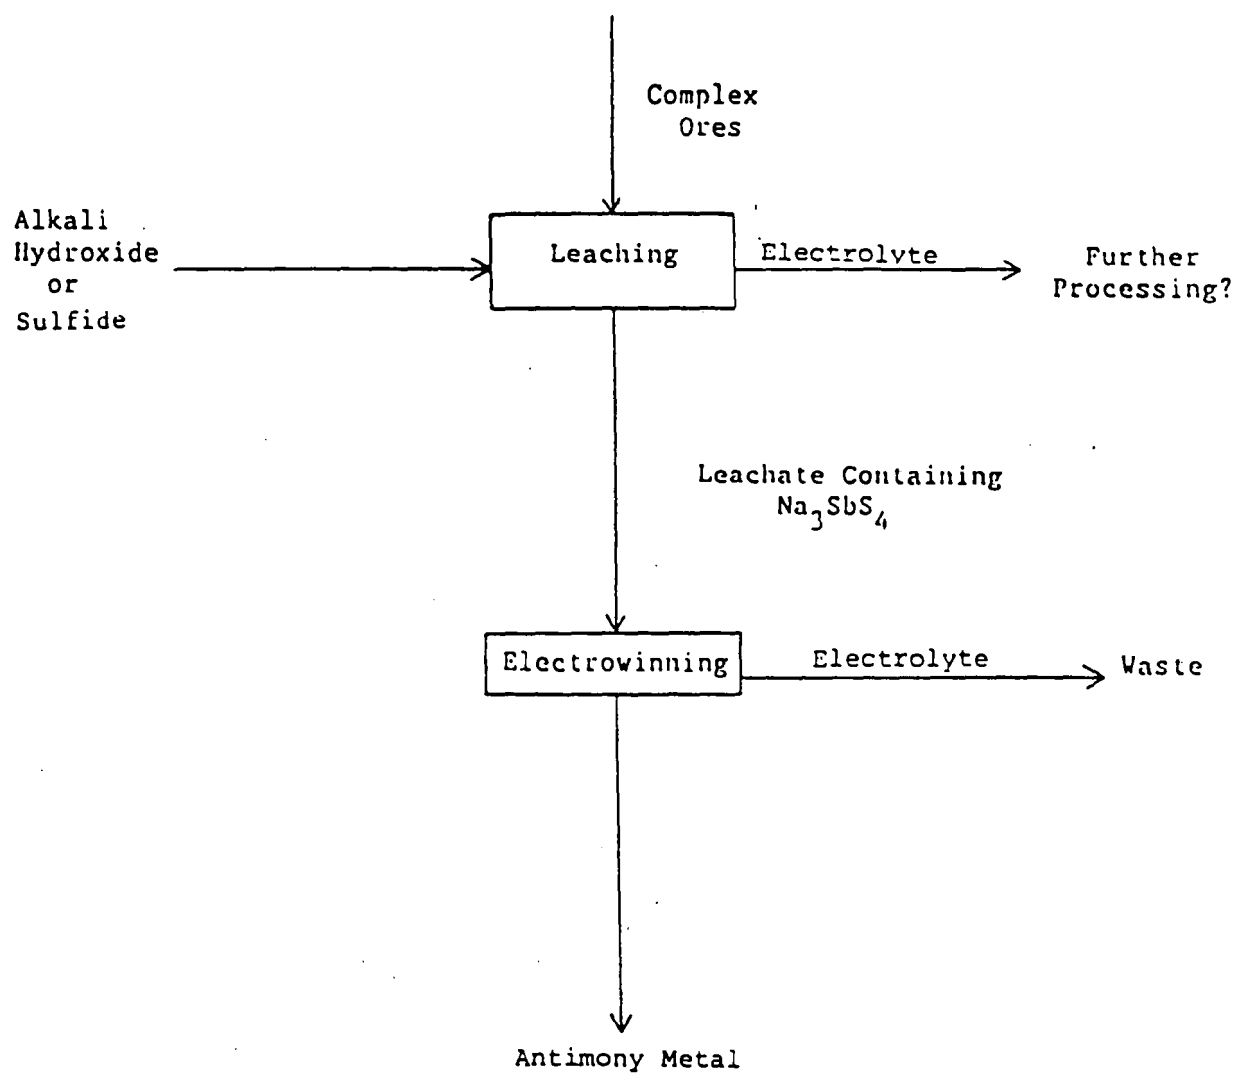 Complex
Ores
Alkali
Hydroxide
or
Sulfide
Leaching
Electrolyte
Further
Processing?
Leachate Containing
Na₃SbS₄
Electrowinning
Electrolyte
Waste
Antimony Metal